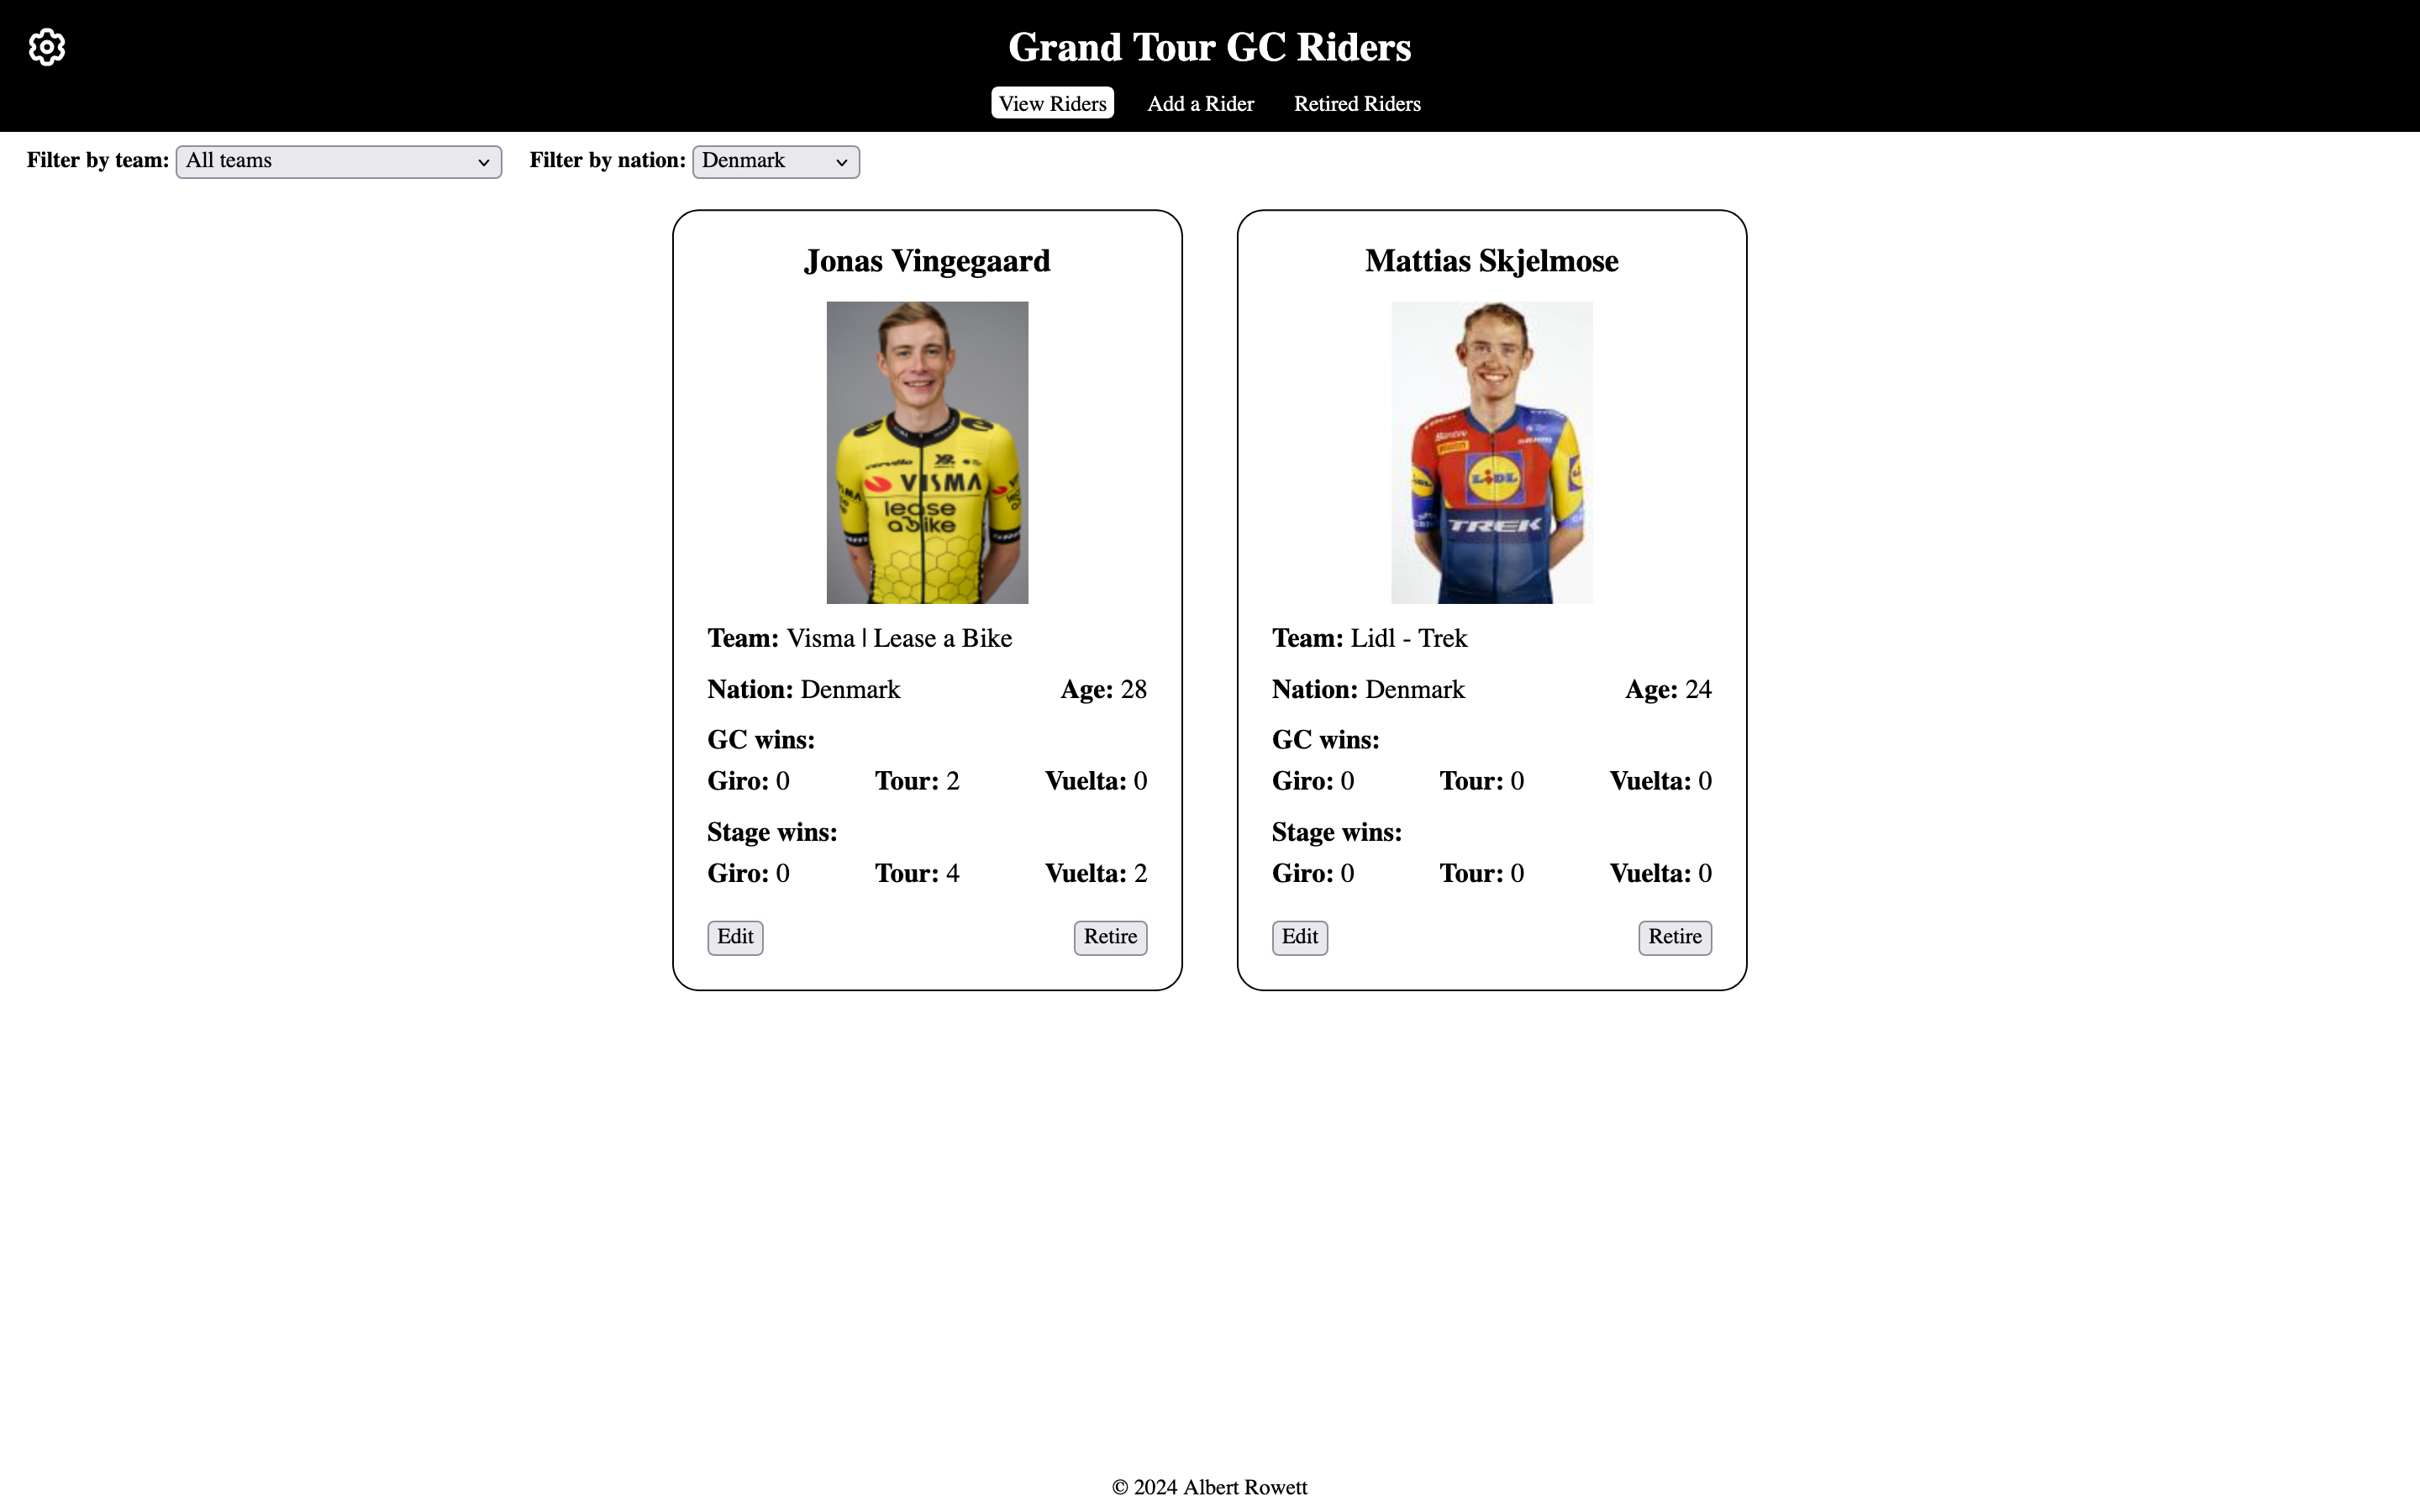 Grand Tour GC Riders
View Riders Add a Rider Retired Riders
Filter by team: All teams Filter by nation: Denmark
Jonas Vingegaard
cervélo
VISMA
lease
a bike
Team: Visma | Lease a Bike
Nation: Denmark Age: 28
GC wins:
Giro: 0 Tour: 2 Vuelta: 0
Stage wins:
Giro: 0 Tour: 4 Vuelta: 2
Edit Retire
Mattias Skjelmose
Santini
LIDL
TREK
Team: Lidl - Trek
Nation: Denmark Age: 24
GC wins:
Giro: 0 Tour: 0 Vuelta: 0
Stage wins:
Giro: 0 Tour: 0 Vuelta: 0
Edit Retire
© 2024 Albert Rowett